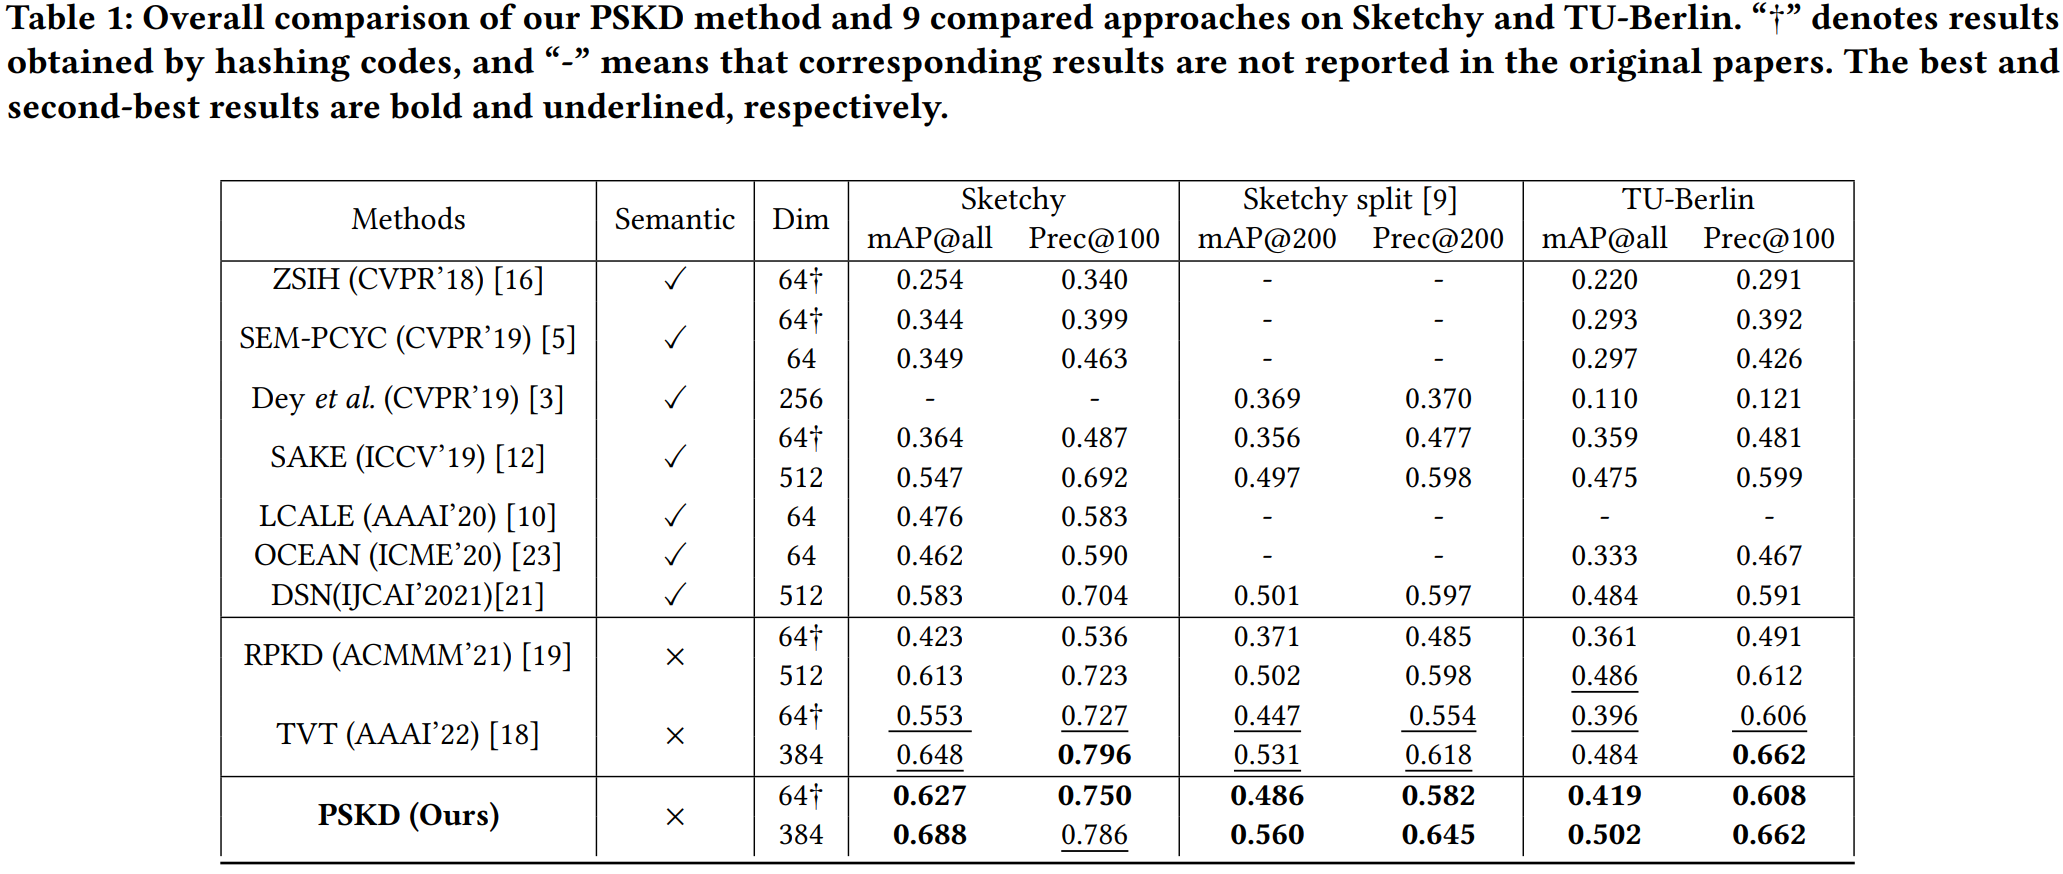 Table 1: Overall comparison of our PSKD method and 9 compared approaches on Sketchy and TU-Berlin. “†” denotes results
obtained by hashing codes, and “-” means that corresponding results are not reported in the original papers. The best and
second-best results are bold and underlined, respectively.
Methods Semantic Dim Sketchy Sketchy split [9] TU-Berlin
mAP@all Prec@100 mAP@200 Prec@200 mAP@all Prec@100
ZSIH (CVPR’18) [16] ✓ 64† 0.254 0.340 - - 0.220 0.291
SEM-PCYC (CVPR’19) [5] ✓ 64† 0.344 0.399 - - 0.293 0.392
64 0.349 0.463 - - 0.297 0.426
Dey et al. (CVPR’19) [3] ✓ 256 - - 0.369 0.370 0.110 0.121
SAKE (ICCV’19) [12] ✓ 64† 0.364 0.487 0.356 0.477 0.359 0.481
512 0.547 0.692 0.497 0.598 0.475 0.599
LCALE (AAAI’20) [10] ✓ 64 0.476 0.583 - - - -
OCEAN (ICME’20) [23] ✓ 64 0.462 0.590 - - 0.333 0.467
DSN(IJCAI’2021)[21] ✓ 512 0.583 0.704 0.501 0.597 0.484 0.591
RPKD (ACMMM’21) [19] × 64† 0.423 0.536 0.371 0.485 0.361 0.491
512 0.613 0.723 0.502 0.598 0.486 0.612
TVT (AAAI’22) [18] × 64† 0.553 0.727 0.447 0.554 0.396 0.606
384 0.648 0.796 0.531 0.618 0.484 0.662
PSKD (Ours) × 64† 0.627 0.750 0.486 0.582 0.419 0.608
384 0.688 0.786 0.560 0.645 0.502 0.662